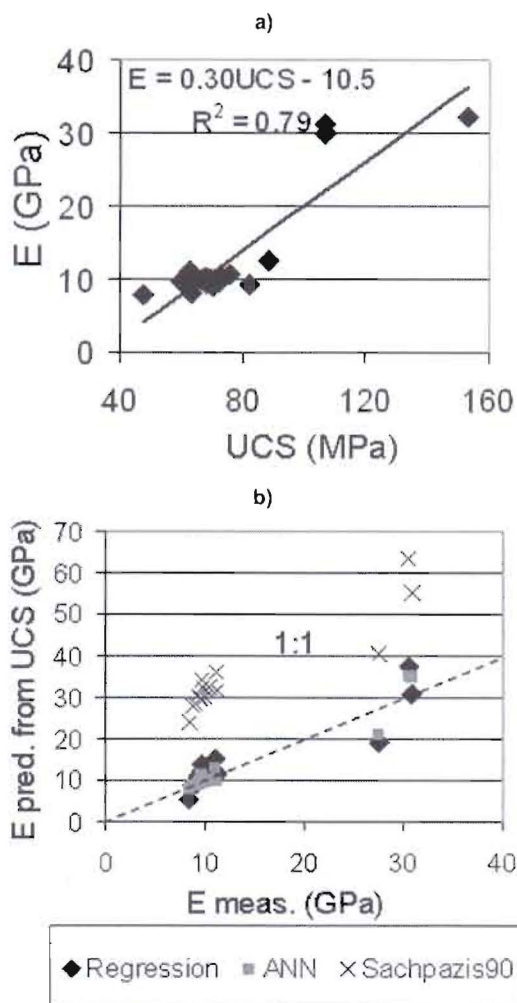 a)
E = 0.30UCS - 10.5
R² = 0.79
40
30
20
10
0
E (GPa)
40 80 120 160
UCS (MPa)
b)
70
60
50
40
30
20
10
0
E pred. from UCS (GPa)
1:1
0 10 20 30 40
E meas. (GPa)
Regression ANN Sachpazis90